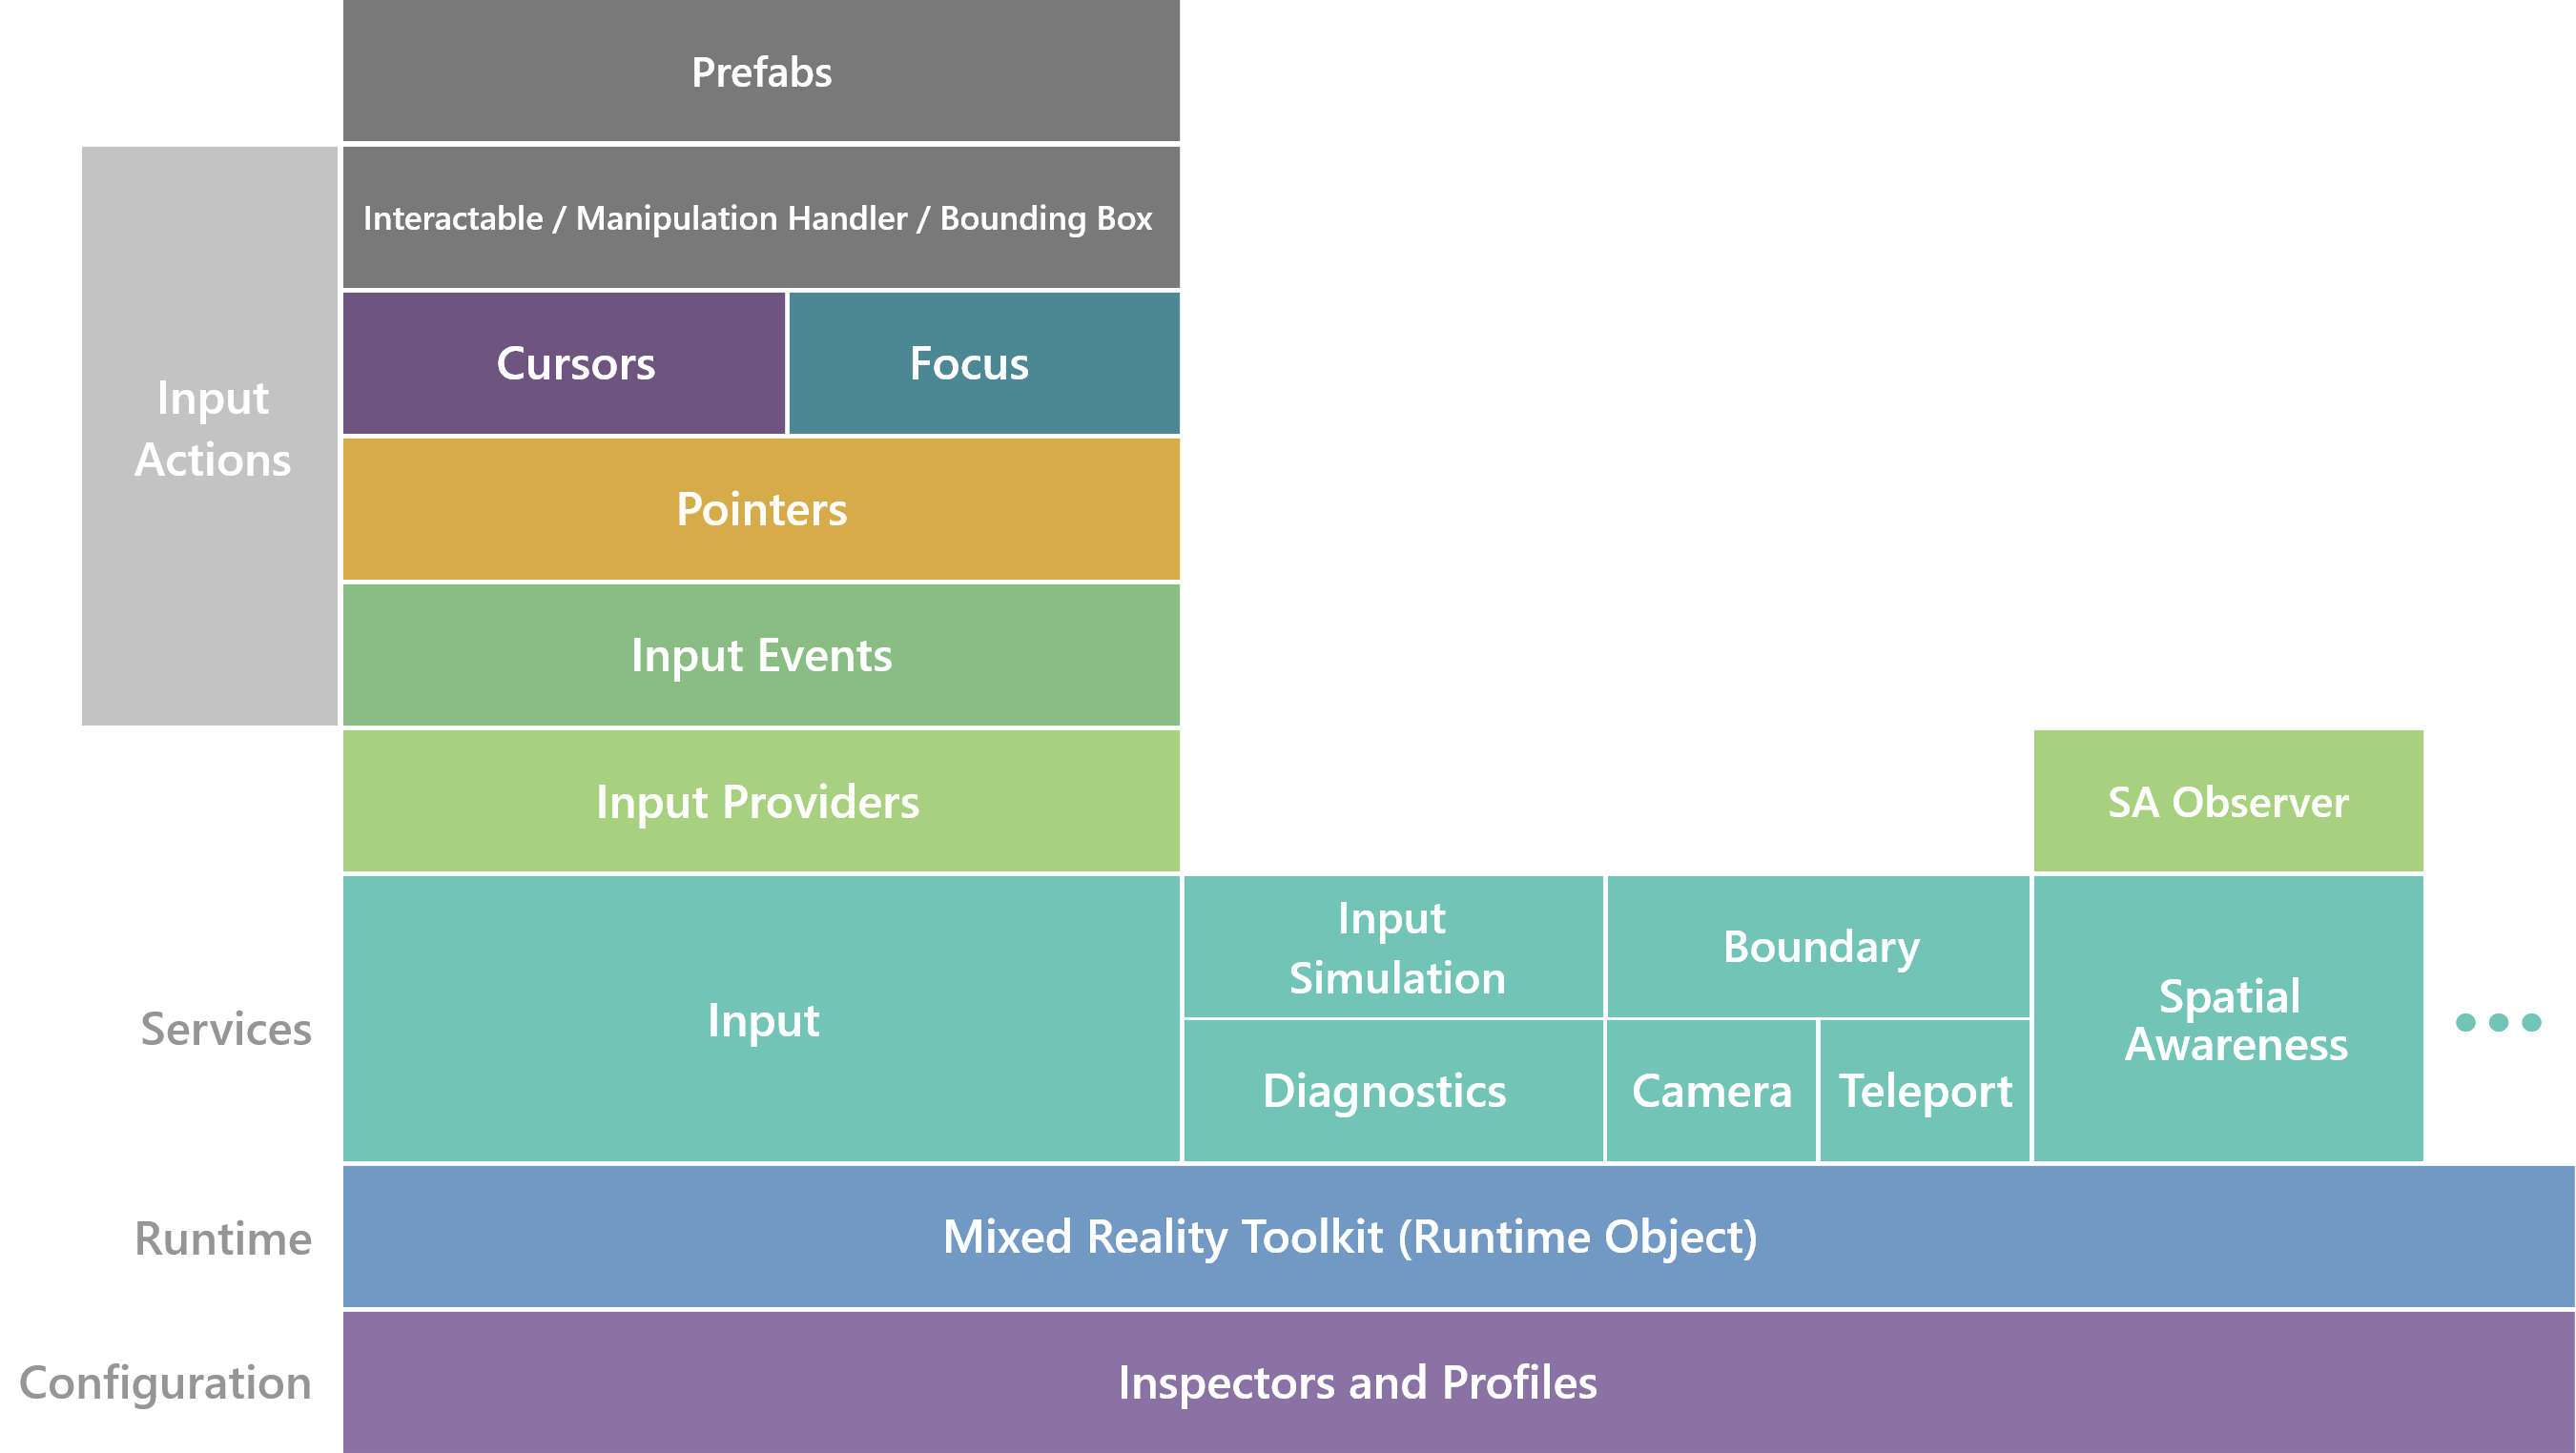 Prefabs
Interactable / Manipulation Handler / Bounding Box
Input
Actions
Cursors
Focus
Pointers
Input Events
Input Providers
SA Observer
Services
Input
Input
Simulation
Boundary
Diagnostics
Camera
Teleport
Spatial
Awareness
Runtime
Mixed Reality Toolkit (Runtime Object)
Configuration
Inspectors and Profiles